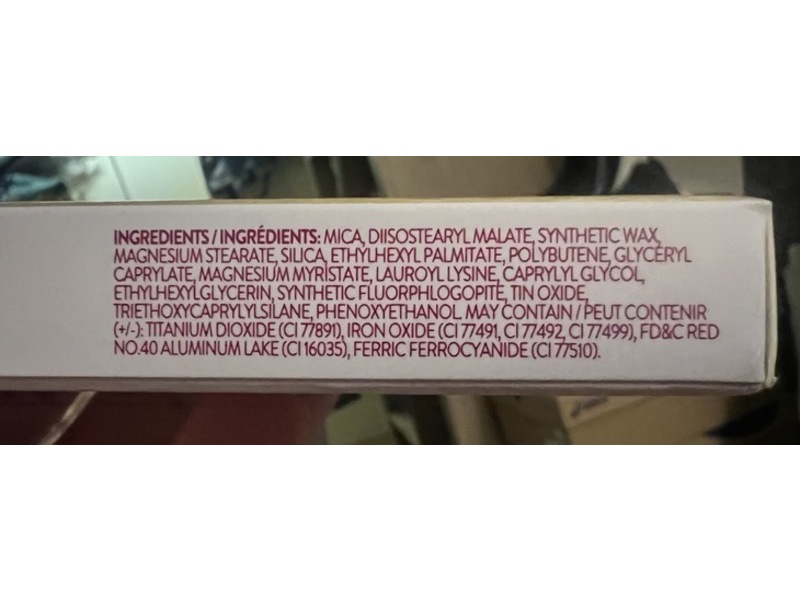 INGREDIENTS / INGRÉDIENTS: MICA, DIISOSTEARYL MALATE, SYNTHETIC WAX,
MAGNESIUM STEARATE, SILICA, ETHYLHEXYL PALMITATE, POLYBUTENE, GLYCERYL
CAPRYLATE, MAGNESIUM MYRISTATE, LAUROYL LYSINE, CAPRYLYL GLYCOL,
ETHYLHEXYLGLYCERIN, SYNTHETIC FLUORPHLOGOPITE, TIN OXIDE,
TRIETHOXYCAPRYLYLSILANE, PHENOXYETHANOL. MAY CONTAIN / PEUT CONTENIR
(+/-): TITANIUM DIOXIDE (CI 77891), IRON OXIDE (CI 77491, CI 77492, CI 77499), FD&C RED
NO.40 ALUMINUM LAKE (CI 16035), FERRIC FERROCYANIDE (CI 77510).